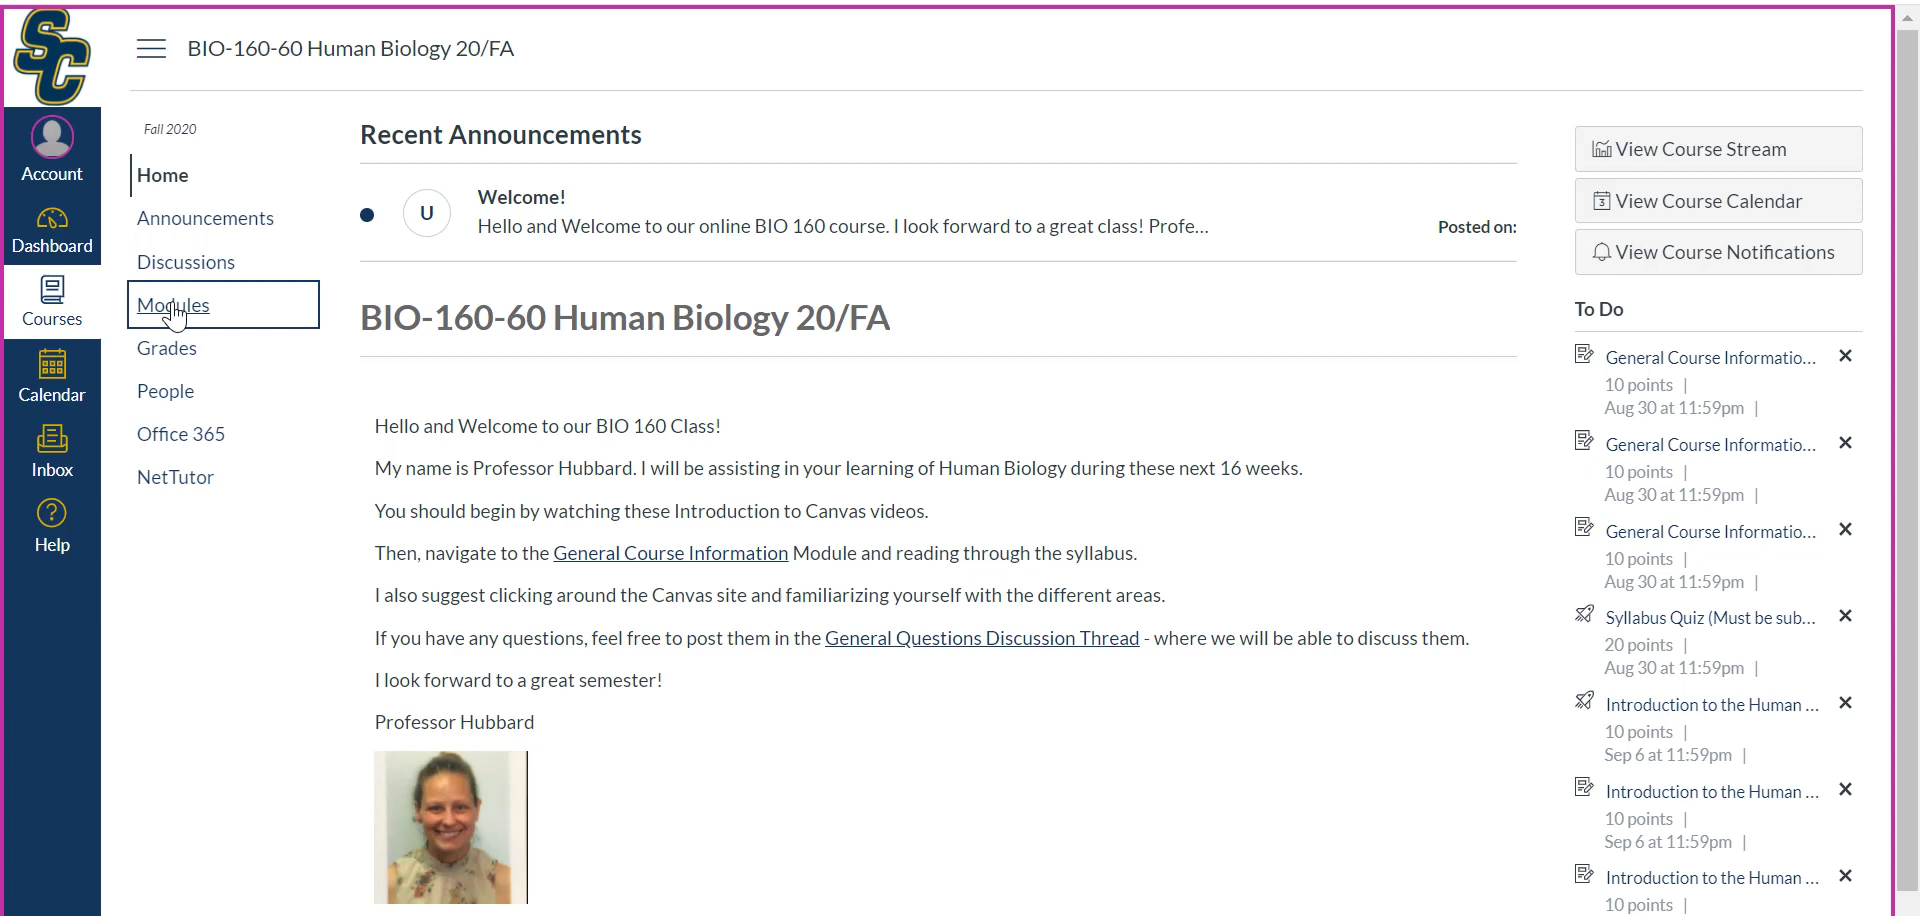 SC
BIO-160-60 Human Biology 20/FA
Account
Dashboard
Courses
Calendar
Inbox
Help
Fall 2020
Home
Announcements
Discussions
Modules
Grades
People
Office 365
NetTutor
Recent Announcements
U
Welcome!
Hello and Welcome to our online BIO 160 course. I look forward to a great class! Profe...
Posted on:
BIO-160-60 Human Biology 20/FA
Hello and Welcome to our BIO 160 Class!
My name is Professor Hubbard. I will be assisting in your learning of Human Biology during these next 16 weeks.
You should begin by watching these Introduction to Canvas videos.
Then, navigate to the General Course Information Module and reading through the syllabus.
I also suggest clicking around the Canvas site and familiarizing yourself with the different areas.
If you have any questions, feel free to post them in the General Questions Discussion Thread - where we will be able to discuss them.
I look forward to a great semester!
Professor Hubbard
View Course Stream
3 View Course Calendar
View Course Notifications
To Do
General Course Informatio...
10 points |
Aug 30 at 11:59pm |
General Course Informatio...
10 points |
Aug 30 at 11:59pm |
General Course Informatio...
10 points |
Aug 30 at 11:59pm |
Syllabus Quiz (Must be sub...
20 points |
Aug 30 at 11:59pm |
Introduction to the Human ...
10 points |
Sep 6 at 11:59pm |
Introduction to the Human ...
10 points |
Sep 6 at 11:59pm |
Introduction to the Human ...
10 points |